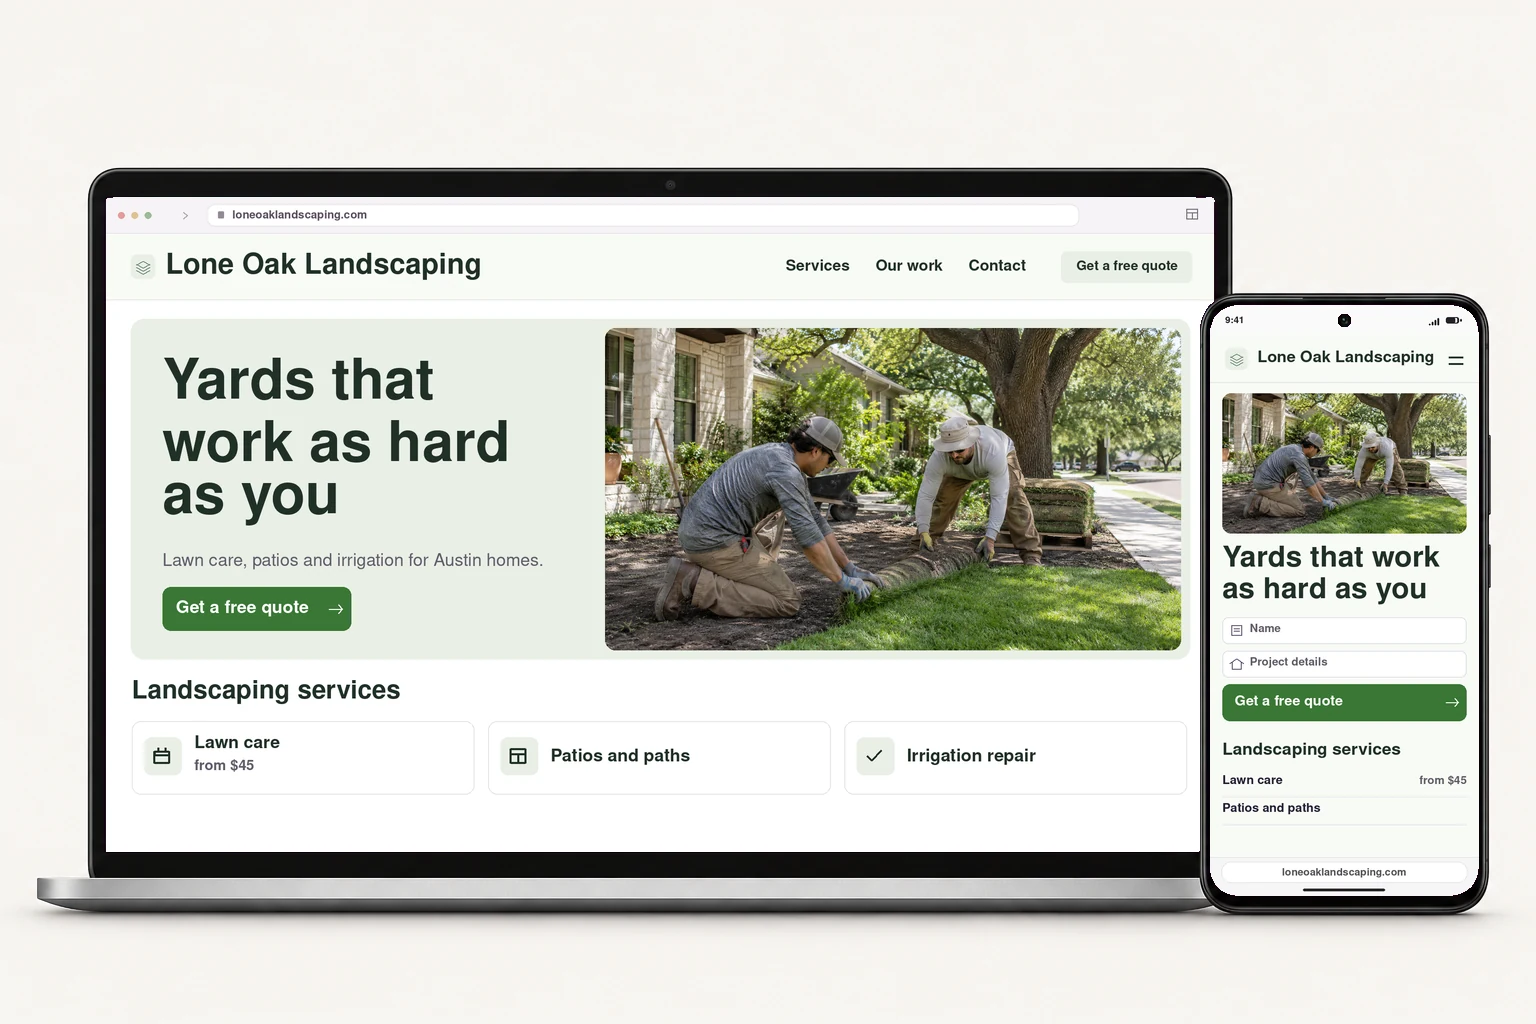 loneoaklandscaping.com
Lone Oak Landscaping
Services
Our work
Contact
Get a free quote
Yards that
work as hard
as you
Lawn care, patios and irrigation for Austin homes.
Get a free quote
Landscaping services
Lawn care
from $45
Patios and paths
Irrigation repair
9:41
Lone Oak Landscaping
Yards that work
as hard as you
Name
Project details
Get a free quote
Landscaping services
Lawn care
from $45
Patios and paths
loneoaklandscaping.com